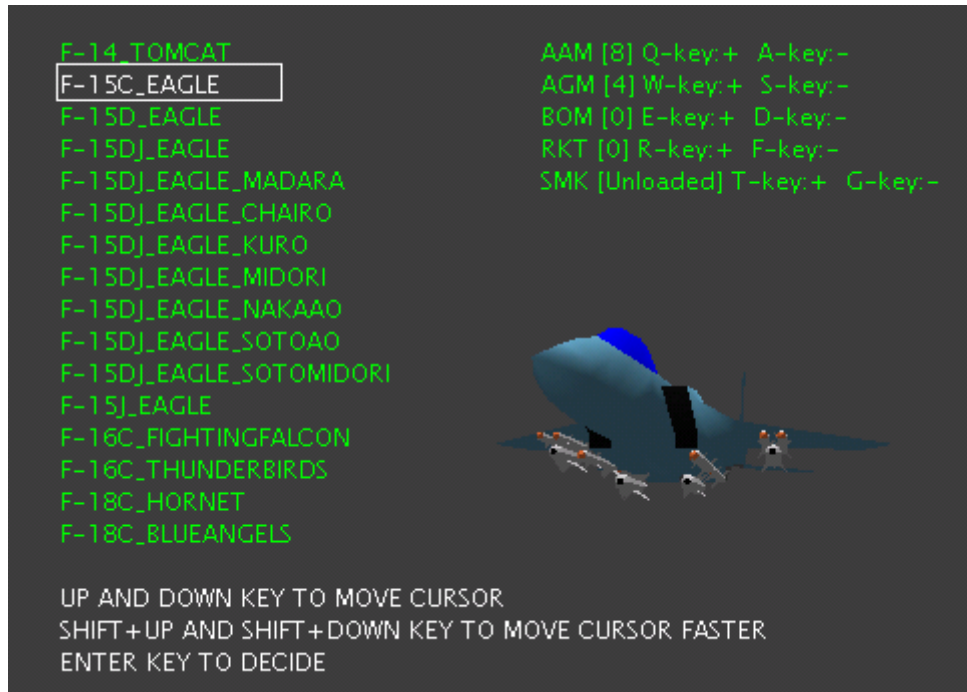 F-14_TOMCAT
F-15C_EAGLE
F-15D_EAGLE
F-15DJ_EAGLE
F-15DJ_EAGLE_MADARA
F-15DJ_EAGLE_CHAIRO
F-15DJ_EAGLE_KURO
F-15DJ_EAGLE_MIDORI
F-15DJ_EAGLE_NAKAAO
F-15DJ_EAGLE_SOTOAO
F-15DJ_EAGLE_SOTOMIDORI
F-15J_EAGLE
F-16C_FIGHTINGFALCON
F-16C_THUNDERBIRDS
F-18C_HORNET
F-18C_BLUEANGELS
AAM [8] Q-key:+ A-key:-
AGM [4] W-key:+ S-key:-
BOM [0] E-key:+ D-key:-
RKT [0] R-key:+ F-key:-
SMK [Unloaded] T-key:+ G-key:-
UP AND DOWN KEY TO MOVE CURSOR
SHIFT+UP AND SHIFT+DOWN KEY TO MOVE CURSOR FASTER
ENTER KEY TO DECIDE